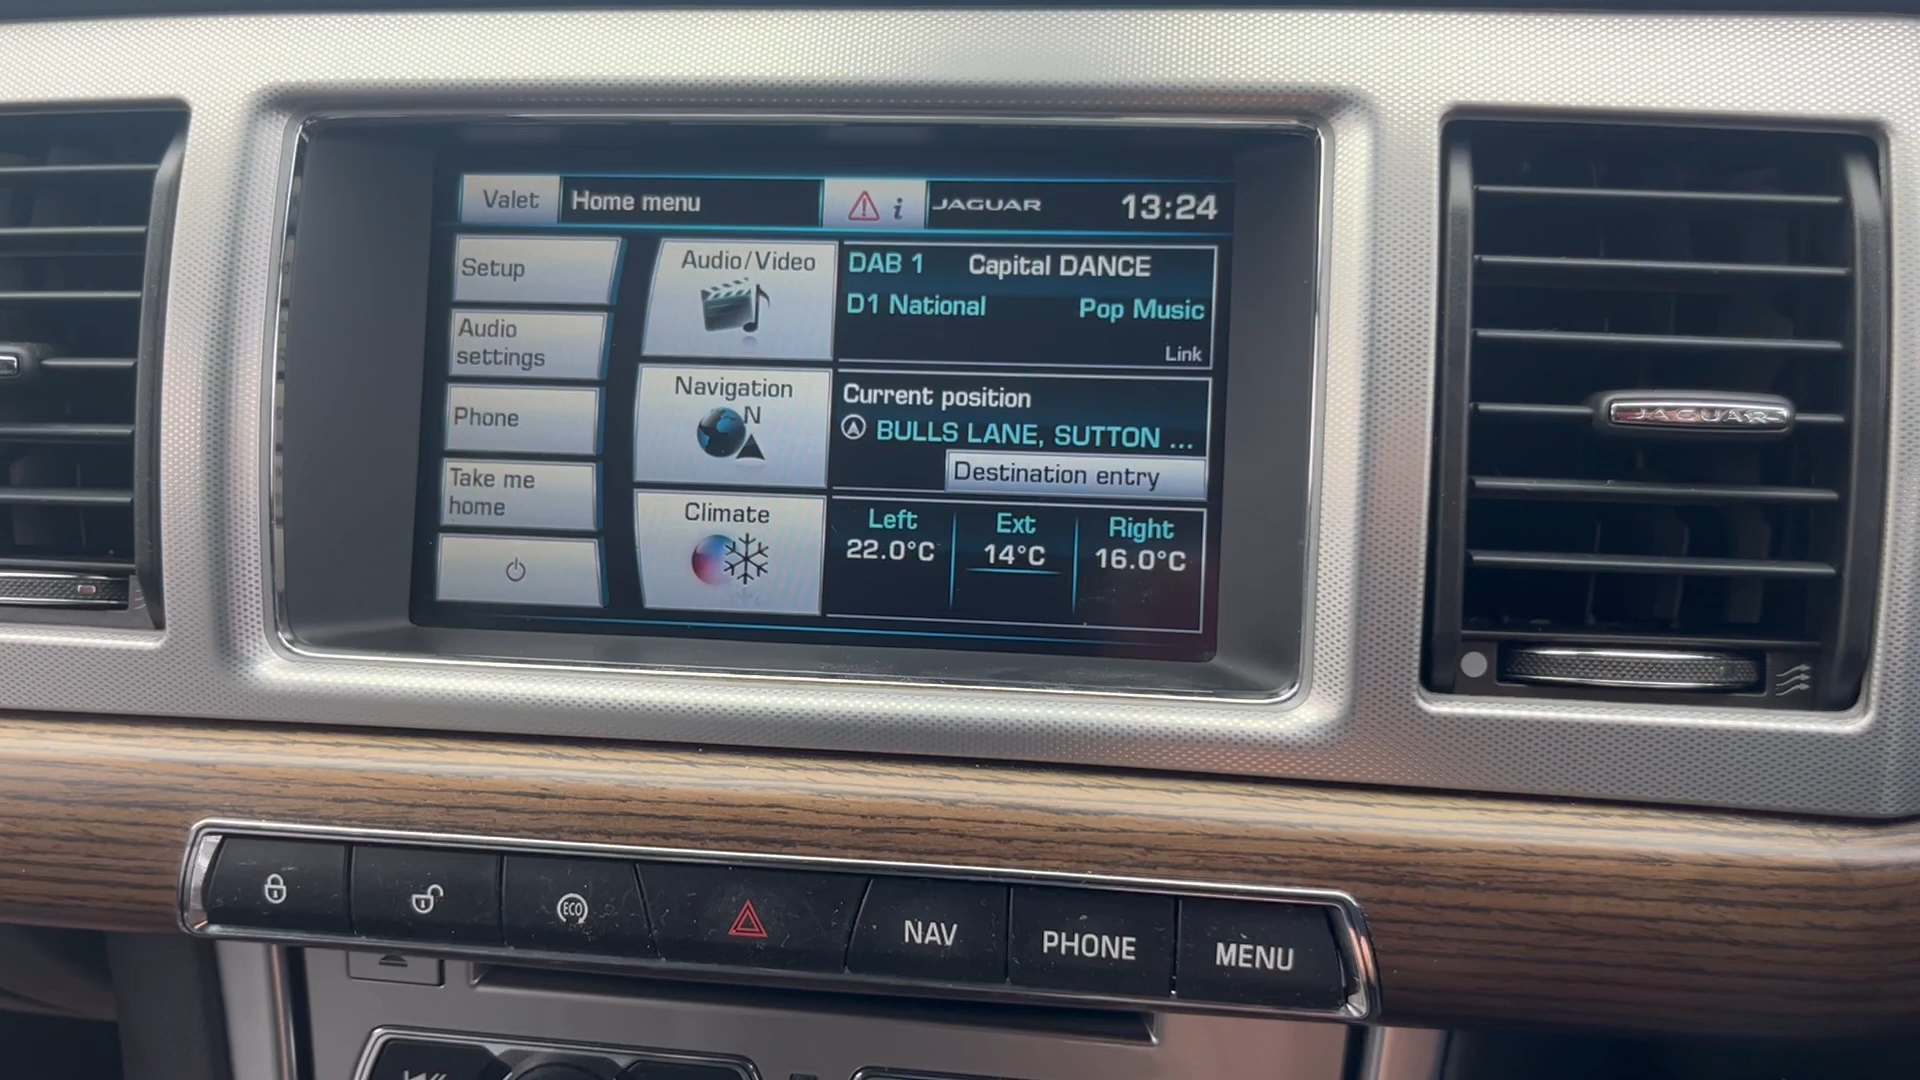 Valet
Home menu
i
JAGUAR
13:24
Setup
Audio
settings
Phone
Take me
home
Audio/Video
Navigation
N
Climate
DAB 1
Capital DANCE
D1 National
Pop Music
Link
Current position
BULLS LANE, SUTTON ...
Destination entry
Left
Ext
Right
22.0°C
14°C
16.0°C
JAGUAR
ECO
NAV
PHONE
MENU